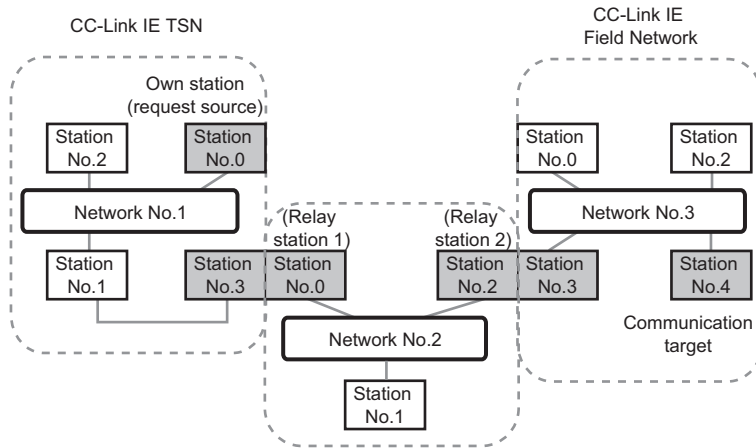 CC-Link IE TSN
CC-Link IE
Field Network
Own station
(request source)
Station
No.2
Station
No.0
Station
No.0
Station
No.2
Network No.1
Network No.3
(Relay
station 1)
(Relay
station 2)
Station
No.1
Station
No.3
Station
No.0
Station
No.2
Station
No.3
Station
No.4
Network No.2
Communication
target
Station
No.1